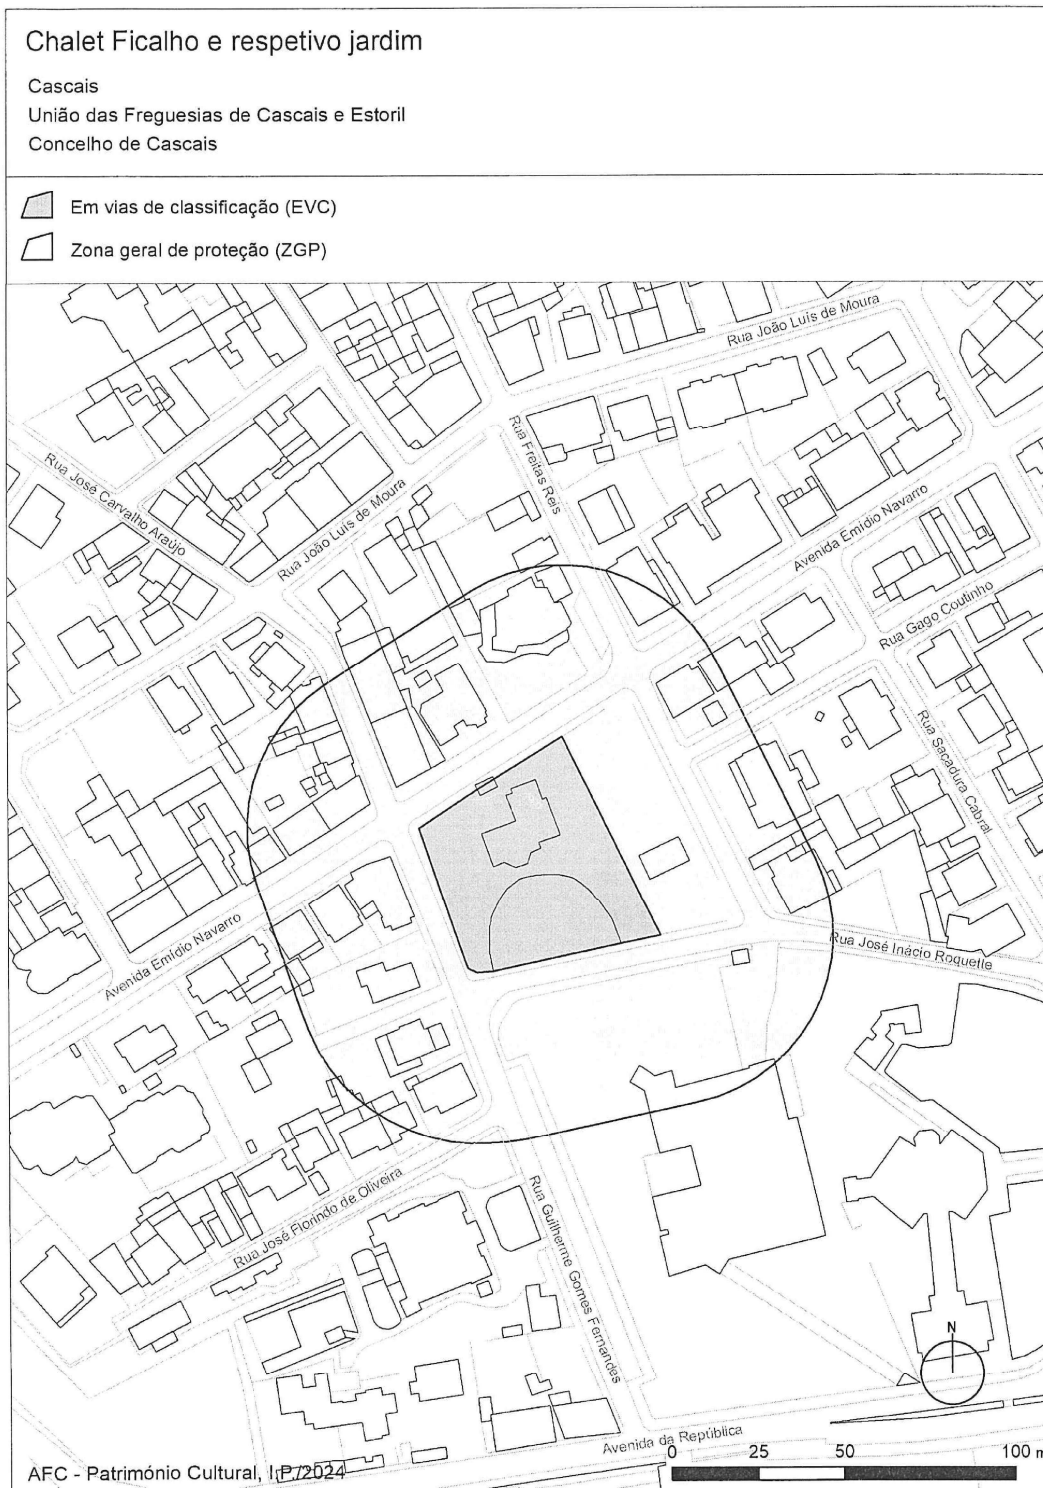 Chalet Ficalho e respetivo jardim
Cascais
União das Freguesias de Cascais e Estoril
Concelho de Cascais
Em vias de classificação (EVC)
Zona geral de proteção (ZGP)
Rua João Luís de Moura
Rua Freitas Reis
Rua José Carvalho Araújo
Rua João Luís de Moura
Avenida Emídio Navarro
Rua Gago Coutinho
Rua Sacadura Cabral
Avenida Emídio Navarro
Rua José Inácio Roquette
Rua José Florindo de Oliveira
Rua Guilherme Gomes Fernandes
N
Avenida da República
0 25 50 100 m
AFC - Património Cultural, I.P./2024